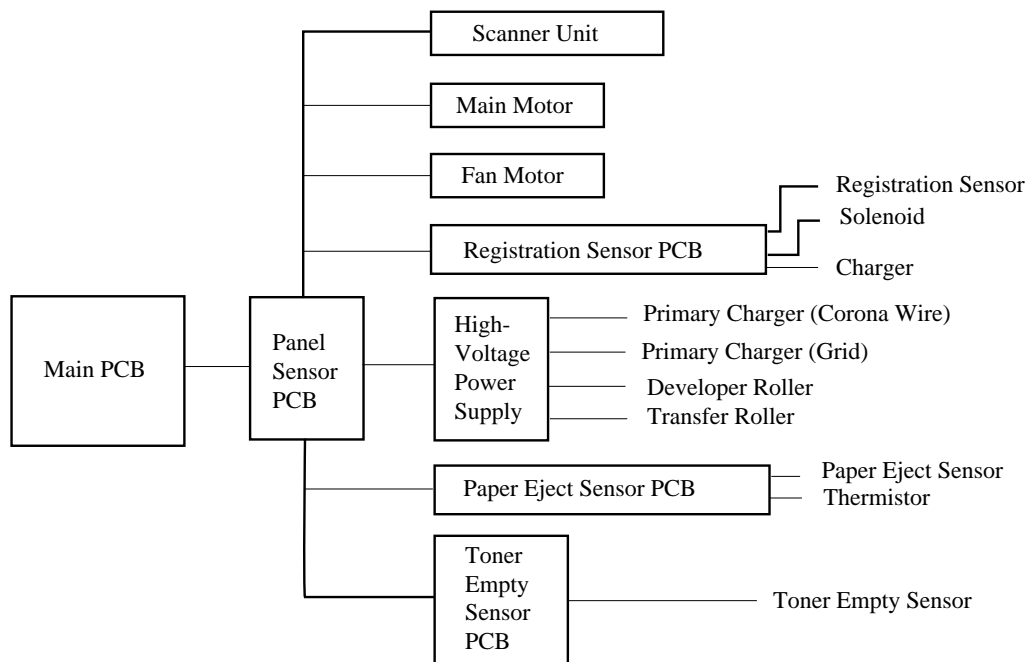 Scanner Unit
Main Motor
Fan Motor
Registration Sensor
Solenoid
Registration Sensor PCB
Charger
Main PCB
Panel
Sensor
PCB
High-
Voltage
Power
Supply
Primary Charger (Corona Wire)
Primary Charger (Grid)
Developer Roller
Transfer Roller
Paper Eject Sensor PCB
Paper Eject Sensor
Thermistor
Toner
Empty
Sensor
PCB
Toner Empty Sensor